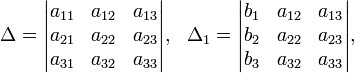 Δ = | a₁₁ a₁₂ a₁₃ |, Δ₁ = | b₁ a₁₂ a₁₃ |,
| a₂₁ a₂₂ a₂₃ | | b₂ a₂₂ a₂₃ |
| a₃₁ a₃₂ a₃₃ | | b₃ a₃₂ a₃₃ |